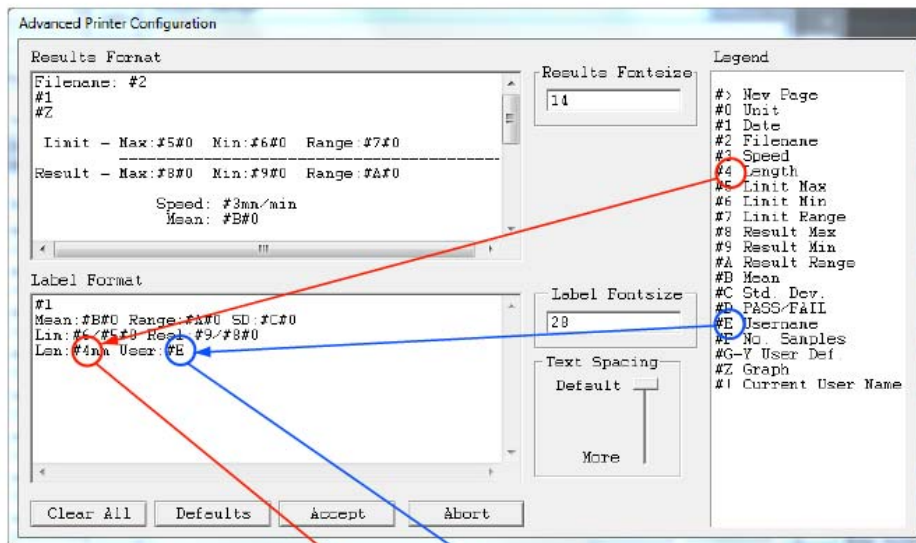 Advanced Printer Configuration
Results Format
Filename: #2
#1
#Z
Limit - Max:#5#0 Min:#6#0 Range:#7#0
Result - Max:#8#0 Min:#9#0 Range:#A#0
Speed: #3mm/min
Mean: #B#0
Results Fontsize
14
Label Format
#1
Mean:#B#0 Range:#A#0 SD:#C#0
Lim:#6/#5#0 Resl:#9/#8#0
Len:#4mm User:#E
Label Fontsize
28
Text Spacing
Default
More
Clear All
Defaults
Accept
Abort
Legend
#> New Page
#0 Unit
#1 Date
#2 Filename
#3 Speed
#4 Length
#5 Limit Max
#6 Limit Min
#7 Limit Range
#8 Result Max
#9 Result Min
#A Result Range
#B Mean
#C Std. Dev.
#D PASS/FAIL
#E Username
#F No. Samples
#G-Y User Def.
#Z Graph
#! Current User Name